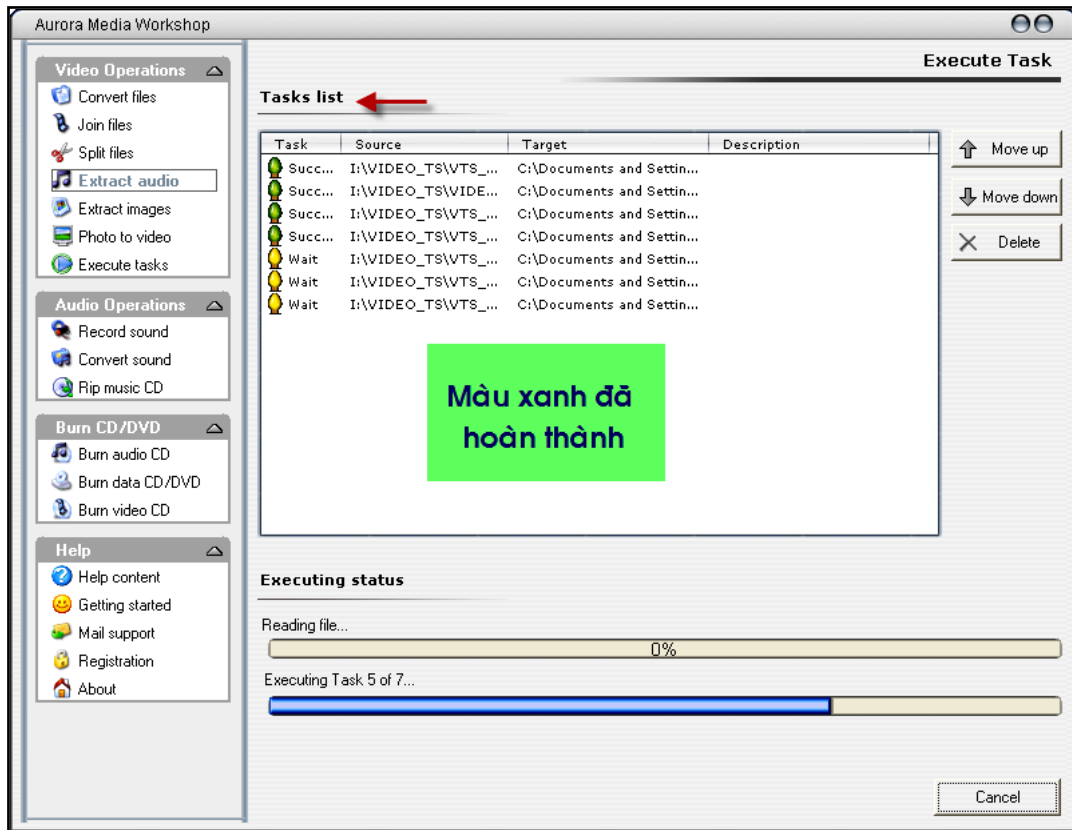 Aurora Media Workshop
Execute Task
Video Operations
Convert files
Join files
Split files
Extract audio
Extract images
Photo to video
Execute tasks
Audio Operations
Record sound
Convert sound
Rip music CD
Burn CD/DVD
Burn audio CD
Burn data CD/DVD
Burn video CD
Help
Help content
Getting started
Mail support
Registration
About
Tasks list
Task Source Target Description
Succ... I:\VIDEO_TS\VTS_... C:\Documents and Settin...
Succ... I:\VIDEO_TS\VIDE... C:\Documents and Settin...
Succ... I:\VIDEO_TS\VTS_... C:\Documents and Settin...
Succ... I:\VIDEO_TS\VTS_... C:\Documents and Settin...
Wait I:\VIDEO_TS\VTS_... C:\Documents and Settin...
Wait I:\VIDEO_TS\VTS_... C:\Documents and Settin...
Wait I:\VIDEO_TS\VTS_... C:\Documents and Settin...
Màu xanh đã
hoàn thành
Move up
Move down
Delete
Executing status
Reading file...
0%
Executing Task 5 of 7...
Cancel